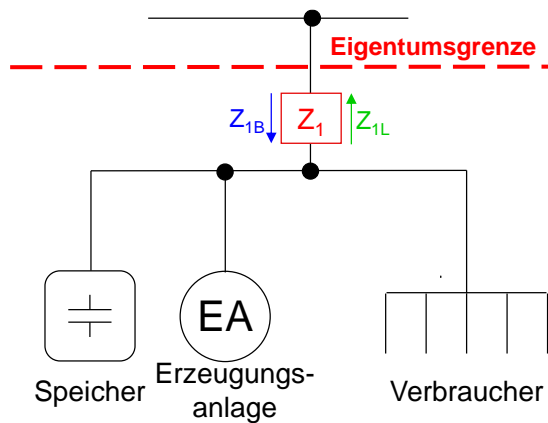 Eigentumsgrenze
Z1B Z1 Z1L
EA
Speicher
Erzeugungs-
anlage
Verbraucher